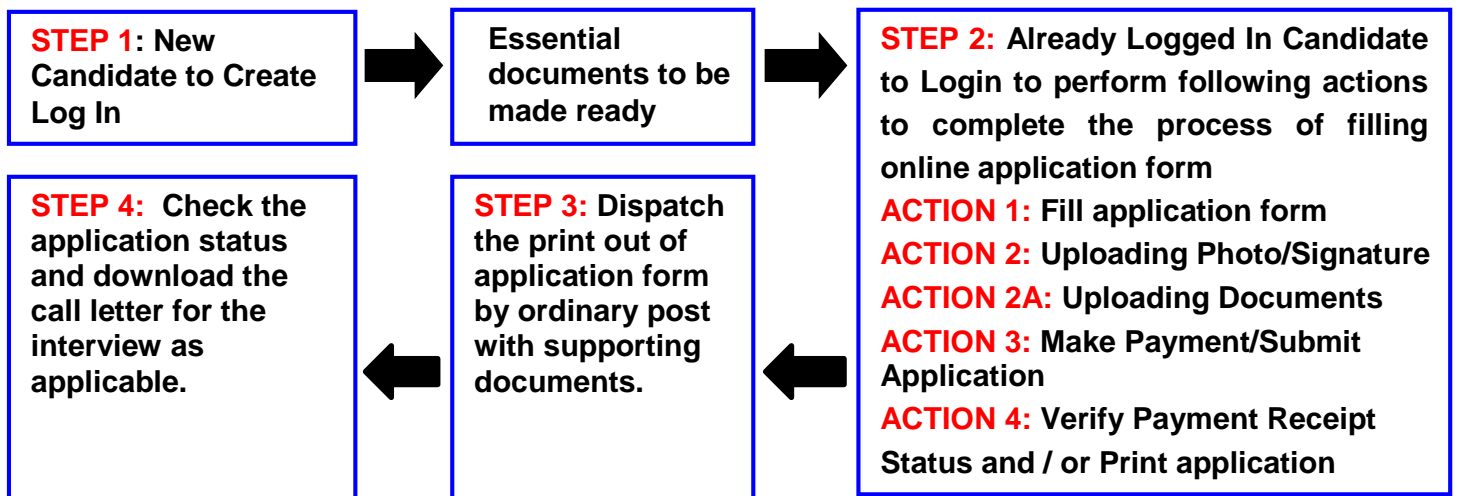 STEP 1: New
Candidate to Create
Log In
Essential
documents to be
made ready
STEP 2: Already Logged In Candidate
to Login to perform following actions
to complete the process of filling
online application form
ACTION 1: Fill application form
ACTION 2: Uploading Photo/Signature
ACTION 2A: Uploading Documents
ACTION 3: Make Payment/Submit
Application
ACTION 4: Verify Payment Receipt
Status and / or Print application
STEP 3: Dispatch
the print out of
application form
by ordinary post
with supporting
documents.
STEP 4: Check the
application status
and download the
call letter for the
interview as
applicable.